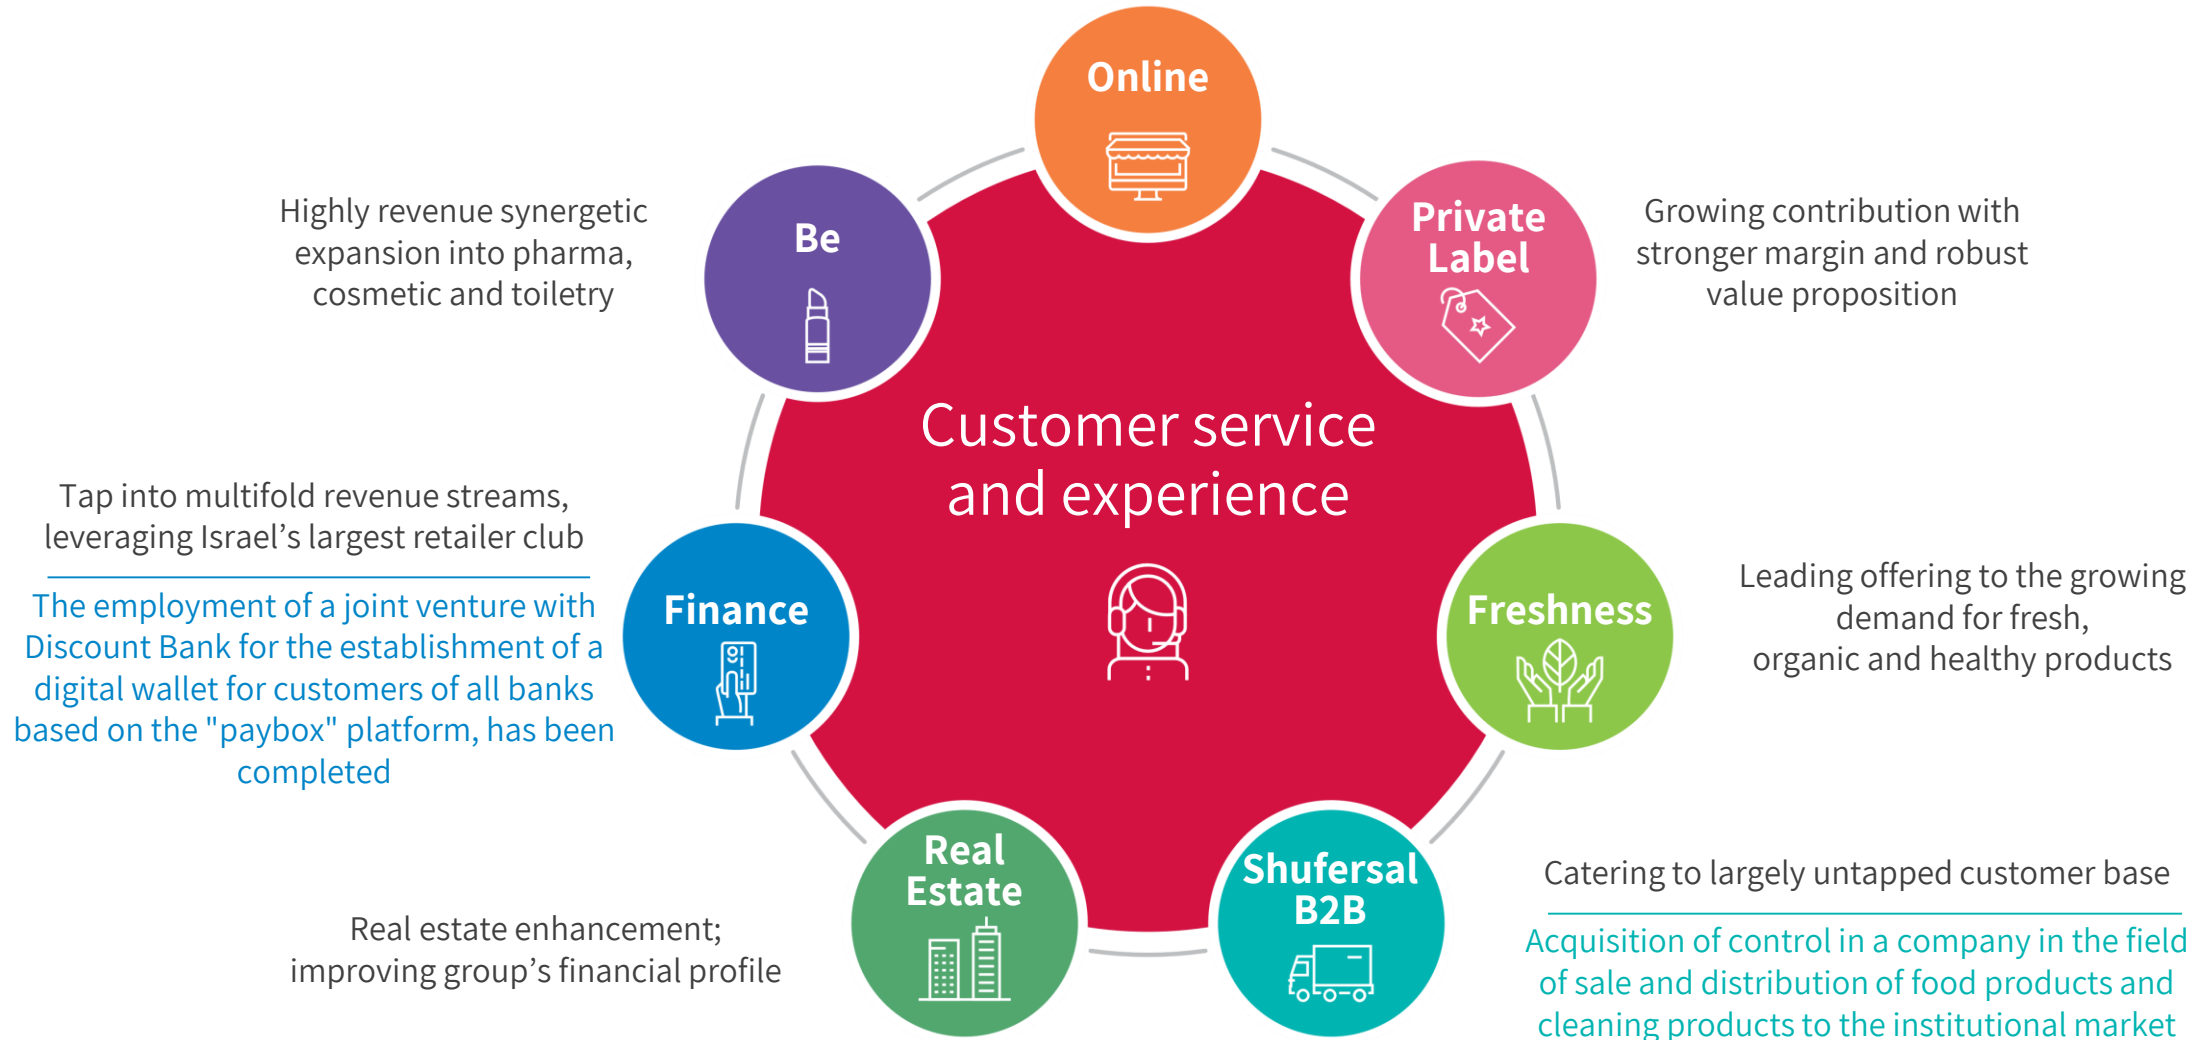 Online
Highly revenue synergetic
expansion into pharma,
cosmetic and toiletry
Be
Private
Label
Growing contribution with
stronger margin and robust
value proposition
Customer service
and experience
Tap into multifold revenue streams,
leveraging Israel’s largest retailer club
The employment of a joint venture with
Discount Bank for the establishment of a
digital wallet for customers of all banks
based on the "paybox" platform, has been
completed
Finance
Freshness
Leading offering to the growing
demand for fresh,
organic and healthy products
Real
Estate
Real estate enhancement;
improving group’s financial profile
Shufersal
B2B
Catering to largely untapped customer base
Acquisition of control in a company in the field
of sale and distribution of food products and
cleaning products to the institutional market